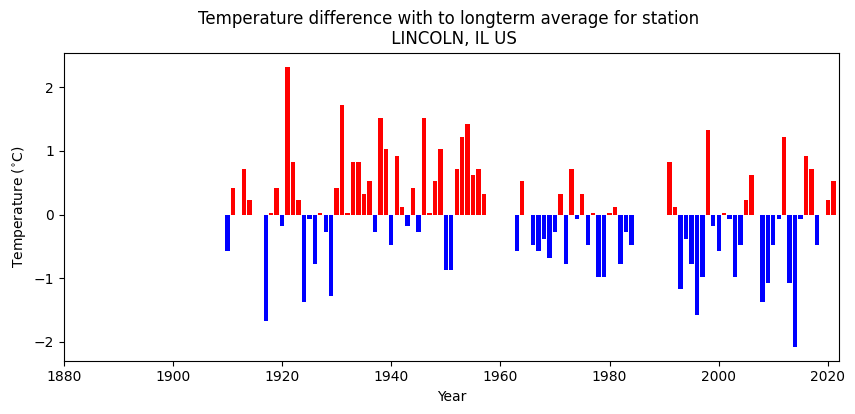 Temperature difference with to longterm average for station
LINCOLN, IL US
Temperature (°C)
2
1
0
−1
−2
1880 1900 1920 1940 1960 1980 2000 2020
Year